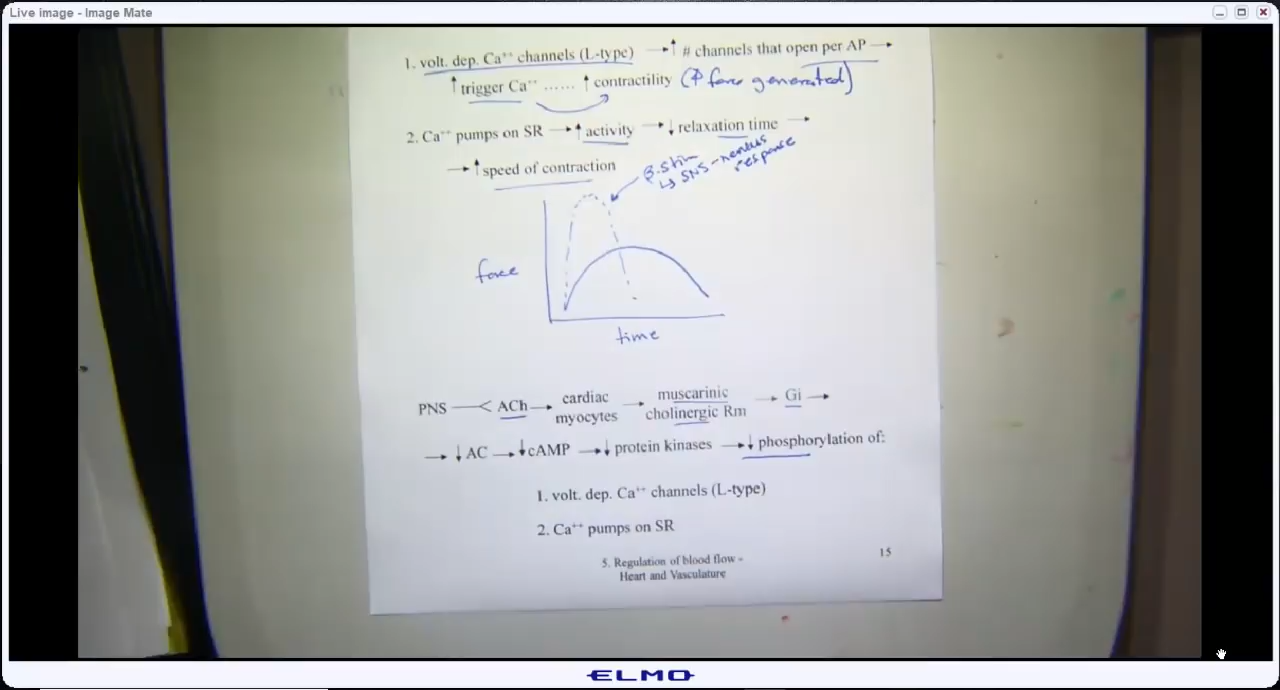 Live image - Image Mate
1. volt. dep. Ca⁺⁺ channels (L-type) → ↑ # channels that open per AP →
↑ trigger Ca⁺⁺ ...... ↑ contractility (↑ force generated)
2. Ca⁺⁺ pumps on SR → ↑ activity → ↓ relaxation time →
→ ↑ speed of contraction
β-stim
↳ SNS-nervous
response
force
time
PNS —< ACh → cardiac myocytes → muscarinic cholinergic Rm → Gi →
→ ↓ AC → ↓ cAMP → ↓ protein kinases → ↓ phosphorylation of:
1. volt. dep. Ca⁺⁺ channels (L-type)
2. Ca⁺⁺ pumps on SR
5. Regulation of blood flow -
Heart and Vasculature
15
ELMO